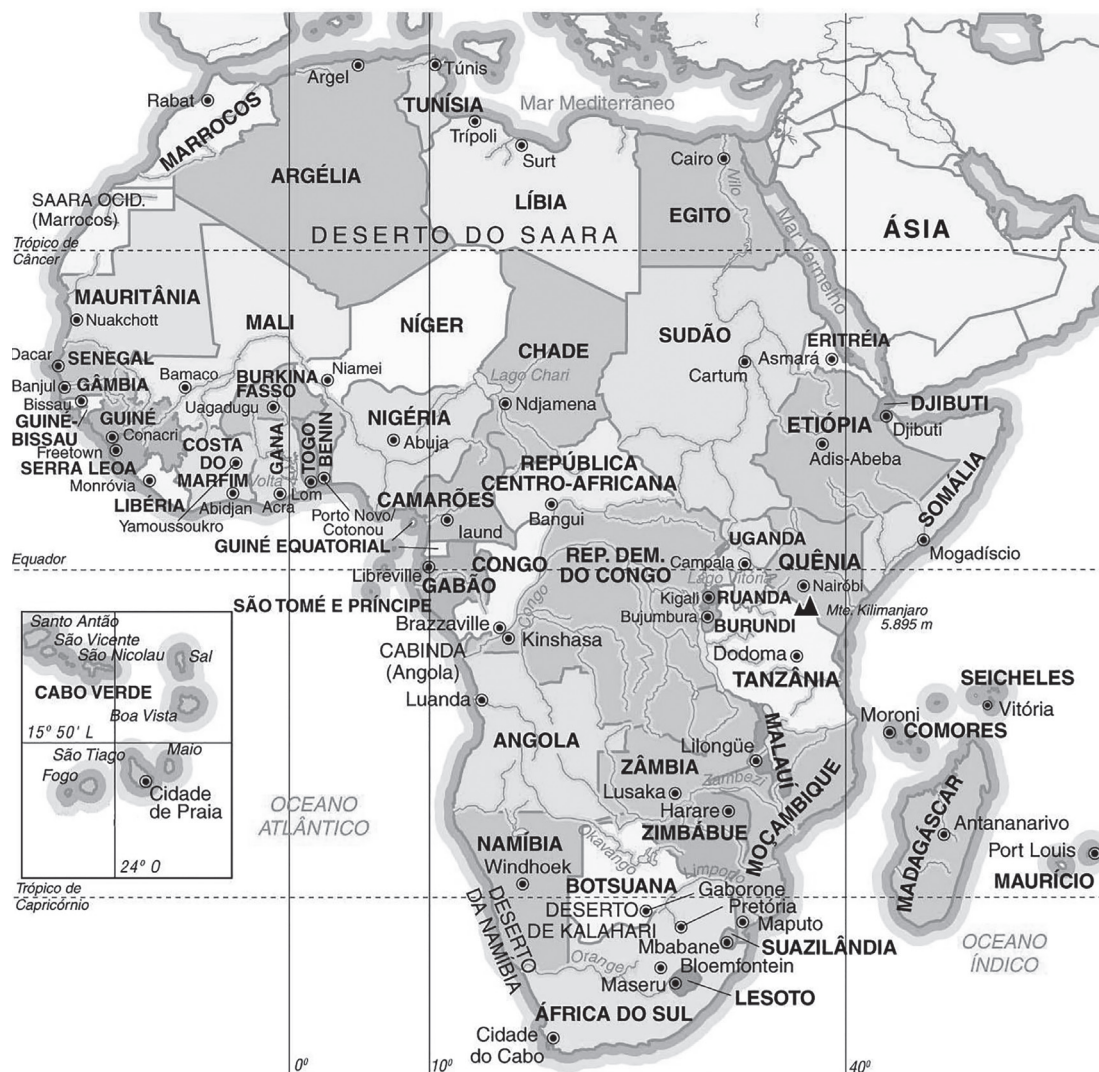 Argel
Túnis
Rabat
TUNÍSIA
Mar Mediterrâneo
MARROCOS
Trípoli
Surt
Cairo
Nilo
ARGÉLIA
LÍBIA
EGITO
SAARA OCID.
(Marrocos)
DESERTO DO SAARA
Mar Vermelho
ÁSIA
Trópico de
Câncer
MAURITÂNIA
Nuakchott
MALI
NÍGER
CHADE
SUDÃO
ERITRÉIA
Asmará
Cartum
Dacar
SENEGAL
Banjul
GÂMBIA
Bamaco
BURKINA
FASSO
Niamei
Lago Chari
Ndjamena
Bissau
GUINÉ
Uagadugu
NIGÉRIA
Abuja
DJIBUTI
Djibuti
ETIÓPIA
Adis-Abeba
GUINÉ-
BISSAU
Conacri
Freetown
SERRA LEOA
COSTA
DO
MARFIM
GANA
TOGO
BENIN
Volta
REPÚBLICA
CENTRO-AFRICANA
SOMÁLIA
Monróvia
LIBÉRIA
Abidjan
Acra
Lom
CAMARÕES
Bangui
Yamoussoukro
Porto Novo/
Cotonou
Iaund
UGANDA
Mogadíscio
GUINÉ EQUATORIAL
Equador
CONGO
REP. DEM.
DO CONGO
Campala
QUÊNIA
Libreville
GABÃO
Lago Vitória
Nairóbi
SÃO TOMÉ E PRÍNCIPE
Kigali
RUANDA
Mte. Kilimanjaro
5.895 m
Brazzaville
Congo
Bujumbura
BURUNDI
Kinshasa
CABINDA
(Angola)
Dodoma
TANZÂNIA
Luanda
SEICHELES
Vitória
Moroni
COMORES
Santo Antão
São Vicente
São Nicolau
Sal
CABO VERDE
Boa Vista
15º 50' L
São Tiago
Maio
Fogo
Cidade
de Praia
24º O
ANGOLA
Lilongüe
MALAUÍ
ZÂMBIA
Zambezi
Lusaka
Harare
ZIMBÁBUE
MOÇAMBIQUE
MADAGÁSCAR
Antananarivo
Port Louis
MAURÍCIO
OCEANO
ATLÂNTICO
NAMÍBIA
Windhoek
Okavango
Limpopo
BOTSUANA
Gaborone
Trópico de
Capricórnio
DESERTO
DA NAMÍBIA
DESERTO
DE KALAHARI
Pretória
Maputo
Mbabane
SUAZILÂNDIA
OCEANO
ÍNDICO
Orange
Bloemfontein
Maseru
LESOTO
ÁFRICA DO SUL
Cidade
do Cabo
0º
10º
40º